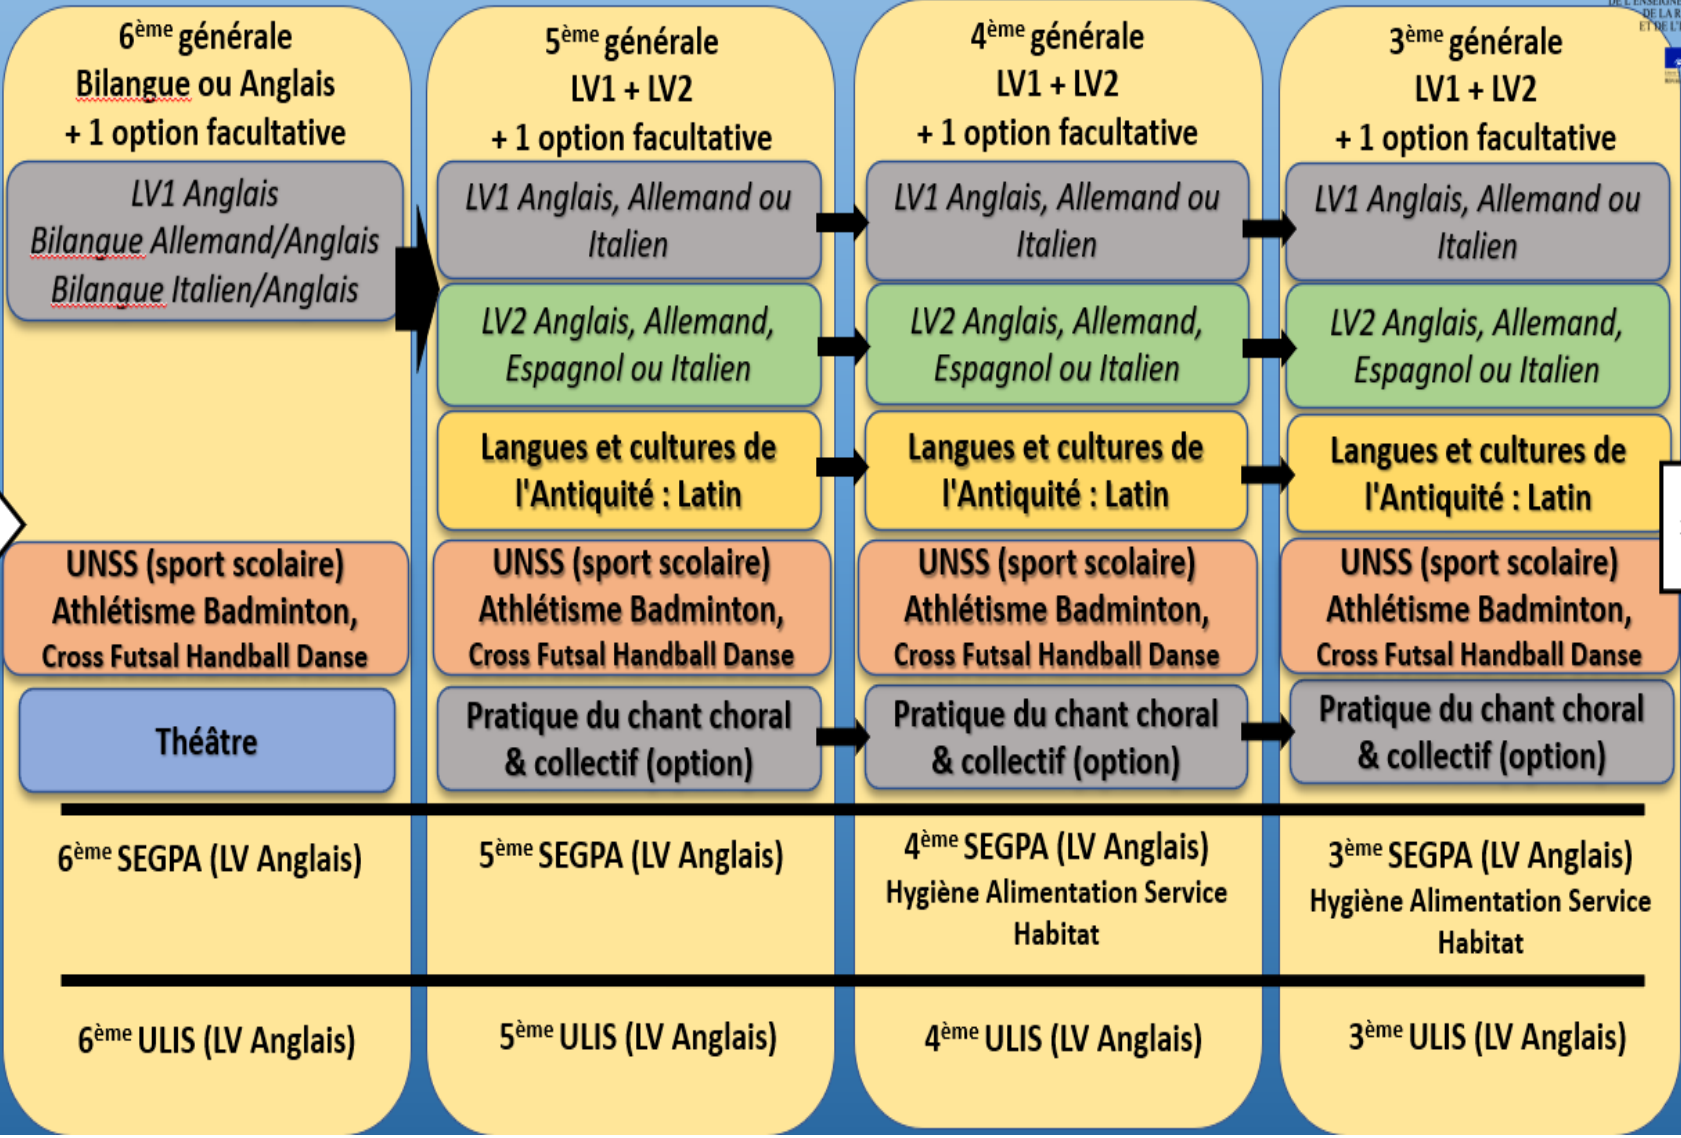 6ème générale
Bilangue ou Anglais
+ 1 option facultative
LV1 Anglais
Bilangue Allemand/Anglais
Bilangue Italien/Anglais
UNSS (sport scolaire)
Athlétisme Badminton,
Cross Futsal Handball Danse
Théâtre
6ème SEGPA (LV Anglais)
6ème ULIS (LV Anglais)
5ème générale
LV1 + LV2
+ 1 option facultative
LV1 Anglais, Allemand ou
Italien
LV2 Anglais, Allemand,
Espagnol ou Italien
Langues et cultures de
l'Antiquité : Latin
UNSS (sport scolaire)
Athlétisme Badminton,
Cross Futsal Handball Danse
Pratique du chant choral
& collectif (option)
5ème SEGPA (LV Anglais)
5ème ULIS (LV Anglais)
4ème générale
LV1 + LV2
+ 1 option facultative
LV1 Anglais, Allemand ou
Italien
LV2 Anglais, Allemand,
Espagnol ou Italien
Langues et cultures de
l'Antiquité : Latin
UNSS (sport scolaire)
Athlétisme Badminton,
Cross Futsal Handball Danse
Pratique du chant choral
& collectif (option)
4ème SEGPA (LV Anglais)
Hygiène Alimentation Service
Habitat
4ème ULIS (LV Anglais)
3ème générale
LV1 + LV2
+ 1 option facultative
LV1 Anglais, Allemand ou
Italien
LV2 Anglais, Allemand,
Espagnol ou Italien
Langues et cultures de
l'Antiquité : Latin
UNSS (sport scolaire)
Athlétisme Badminton,
Cross Futsal Handball Danse
Pratique du chant choral
& collectif (option)
3ème SEGPA (LV Anglais)
Hygiène Alimentation Service
Habitat
3ème ULIS (LV Anglais)
DE LA
ET DE